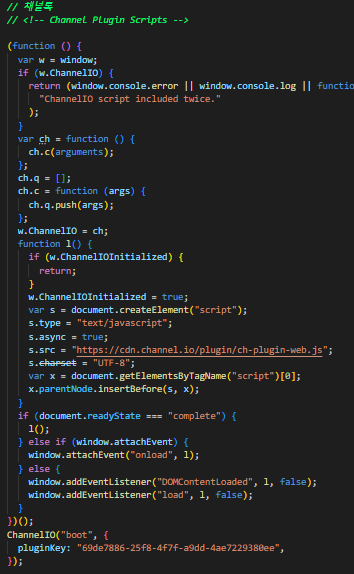 // 채널톡
// <!-- Channel Plugin Scripts -->
(function () {
var w = window;
if (w.ChannelIO) {
return (window.console.error || window.console.log || function
"ChannelIO script included twice."
);
}
var ch = function () {
ch.c(arguments);
};
ch.q = [];
ch.c = function (args) {
ch.q.push(args);
};
w.ChannelIO = ch;
function l() {
if (w.ChannelIOInitialized) {
return;
}
w.ChannelIOInitialized = true;
var s = document.createElement("script");
s.type = "text/javascript";
s.async = true;
s.src = "https://cdn.channel.io/plugin/ch-plugin-web.js";
s.charset = "UTF-8";
var x = document.getElementsByTagName("script")[0];
x.parentNode.insertBefore(s, x);
}
if (document.readyState === "complete") {
l();
} else if (window.attachEvent) {
window.attachEvent("onload", l);
} else {
window.addEventListener("DOMContentLoaded", l, false);
window.addEventListener("load", l, false);
}
})();
ChannelIO("boot", {
pluginKey: "69de7886-25f8-4f7f-a9dd-4ae7229380ee",
});